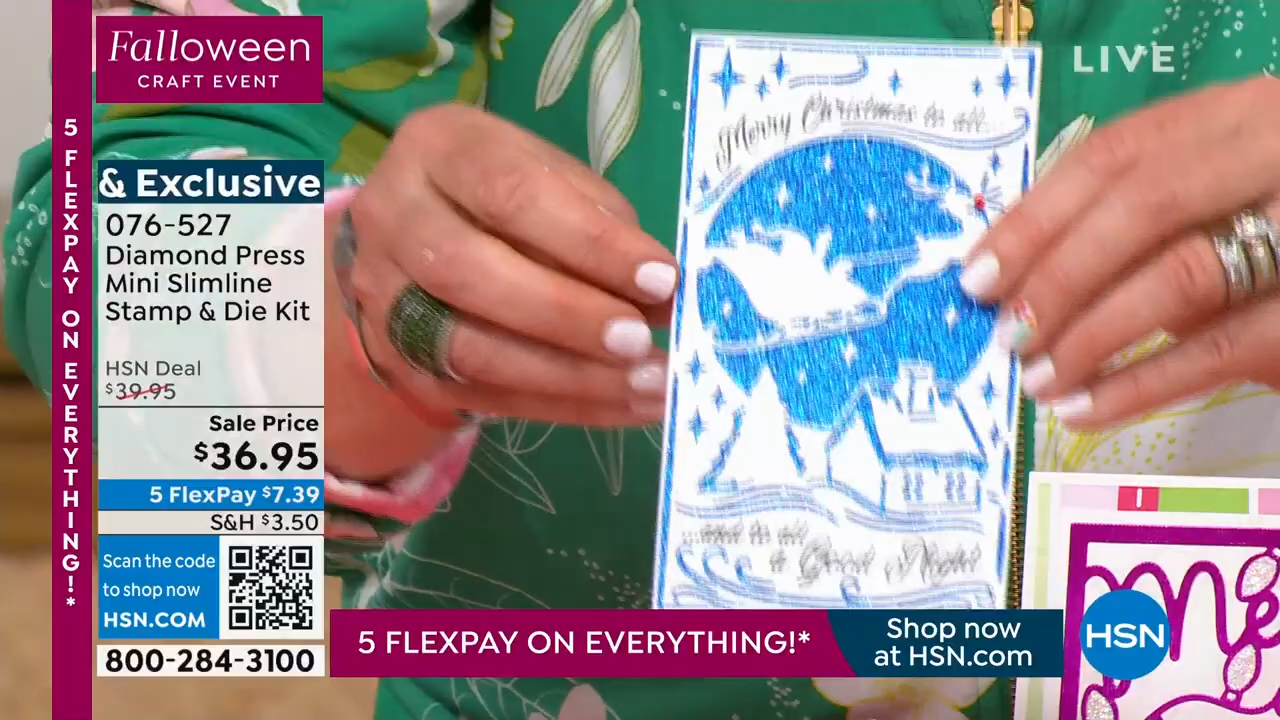 Falloween
CRAFT EVENT
LIVE
5 FLEXPAY ON EVERYTHING!*
& Exclusive
076-527
Diamond Press
Mini Slimline
Stamp & Die Kit
HSN Deal
$39.95
Sale Price
$36.95
5 FlexPay $7.39
S&H $3.50
Scan the code
to shop now
HSN.COM
800-284-3100
Merry Christmas to all
and to all
a Good Night
5 FLEXPAY ON EVERYTHING!*
Shop now
at HSN.com
HSN